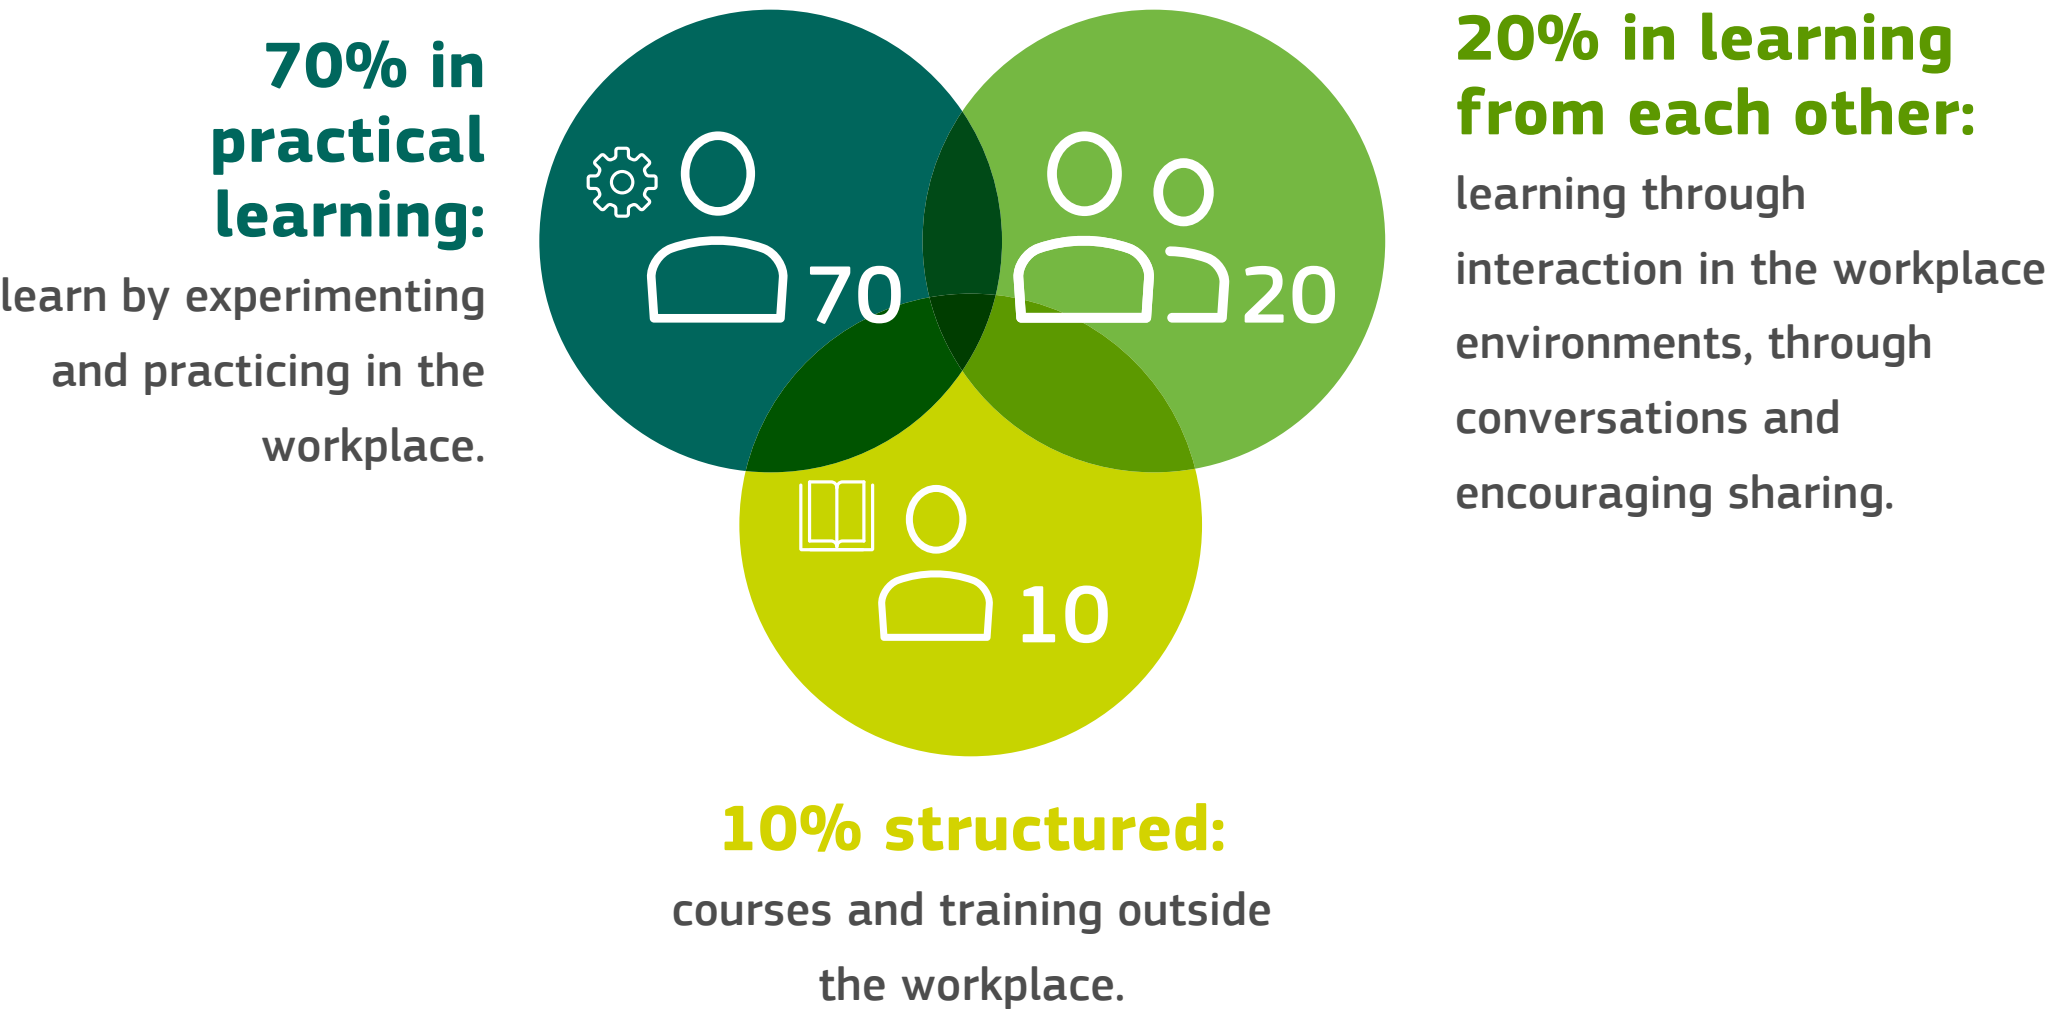 70% in
practical
learning:
learn by experimenting
and practicing in the
workplace.
70
20
10
20% in learning
from each other:
learning through
interaction in the workplace
environments, through
conversations and
encouraging sharing.
10% structured:
courses and training outside
the workplace.